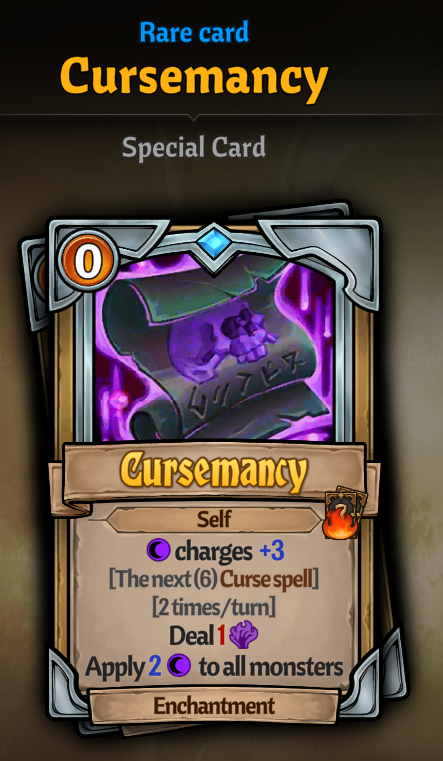 Rare card
Cursemancy
Special Card
0
Cursemancy
Self
charges +3
[The next (6) Curse spell]
[2 times/turn]
Deal 1
Apply 2 to all monsters
Enchantment